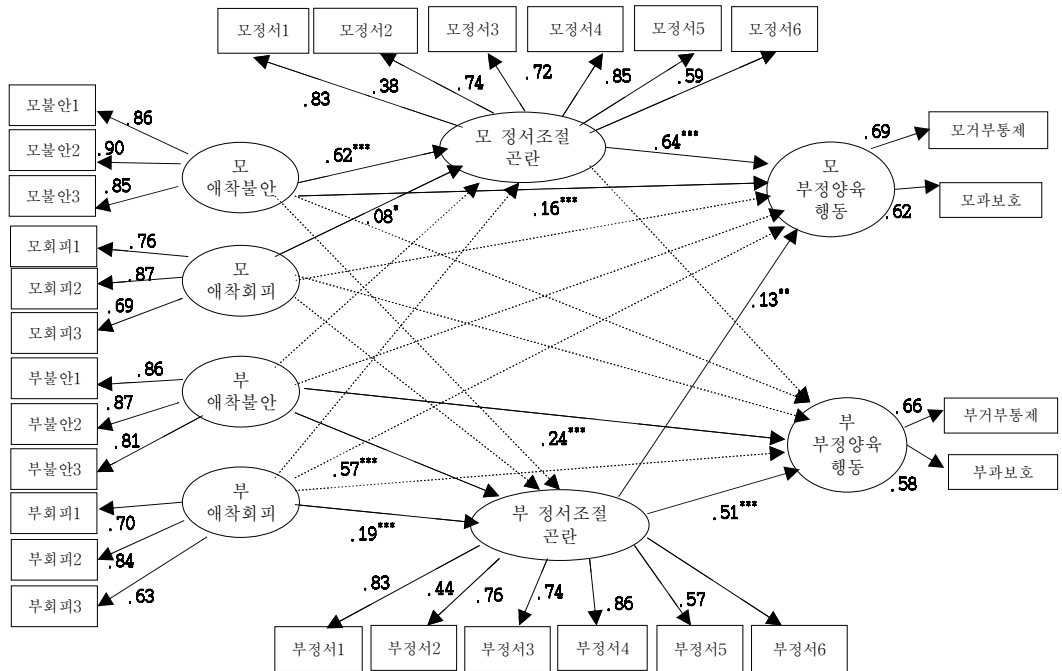 모정서1
모정서2
모정서3
모정서4
모정서5
모정서6
.83
.38
.74
.72
.85
.59
모불안1
모불안2
모불안3
.86
.90
.85
모
애착불안
.62***
모 정서조절
곤란
.64***
모
부정양육
행동
.69
모거부통제
.62
모과보호
.16***
.08*
모회피1
모회피2
모회피3
.76
.87
.69
모
애착회피
.13**
부불안1
부불안2
부불안3
.86
.87
.81
부
애착불안
.24***
.57***
부
부정양육
행동
.66
부거부통제
.58
부과보호
부회피1
부회피2
부회피3
.70
.84
.63
부
애착회피
.19***
부 정서조절
곤란
.51***
.83
.44
.76
.74
.86
.57
부정서1
부정서2
부정서3
부정서4
부정서5
부정서6